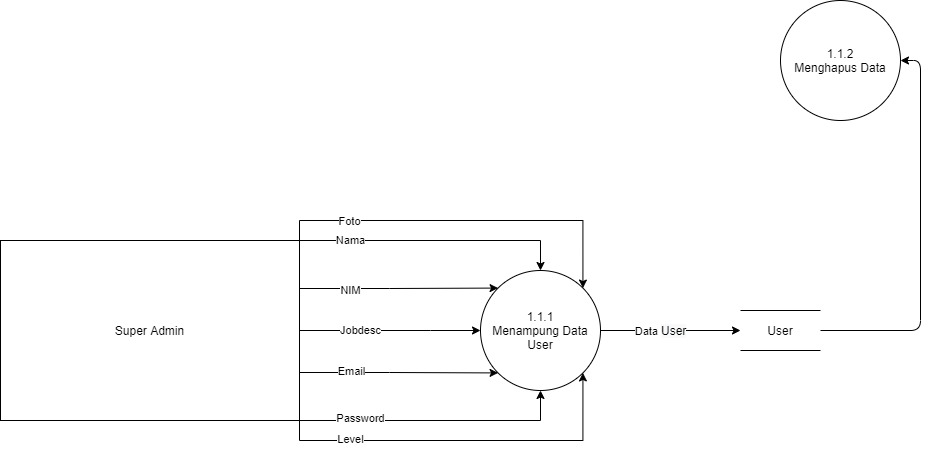 1.1.2
Menghapus Data
Foto
Nama
NIM
Super Admin
Jobdesc
1.1.1
Menampung Data
User
Data User
User
Email
Password
Level